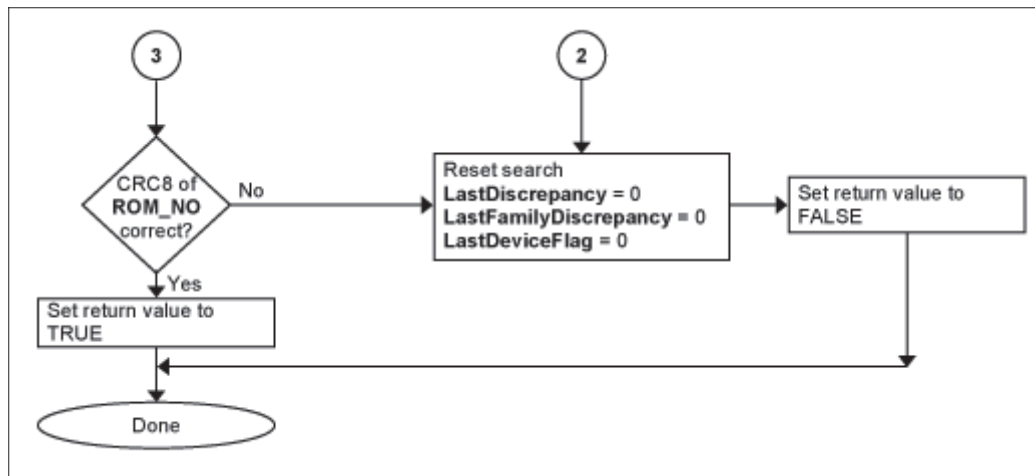 3
2
CRC8 of
ROM_NO
correct?
No
Yes
Reset search
LastDiscrepancy = 0
LastFamilyDiscrepancy = 0
LastDeviceFlag = 0
Set return value to
FALSE
Set return value to
TRUE
Done